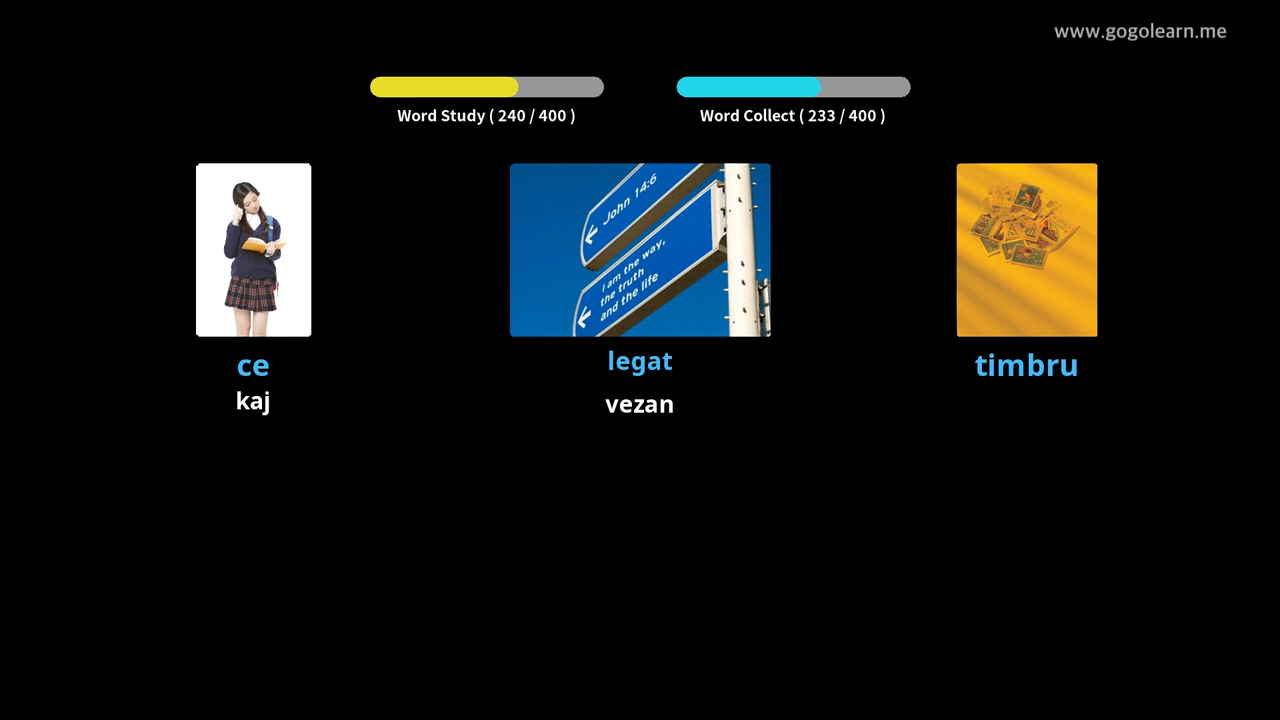 www.gogolearn.me
Word Study ( 240 / 400 )
Word Collect ( 233 / 400 )
John 14:6
I am the way,
the truth
and the life
ce
kaj
legat
vezan
timbru